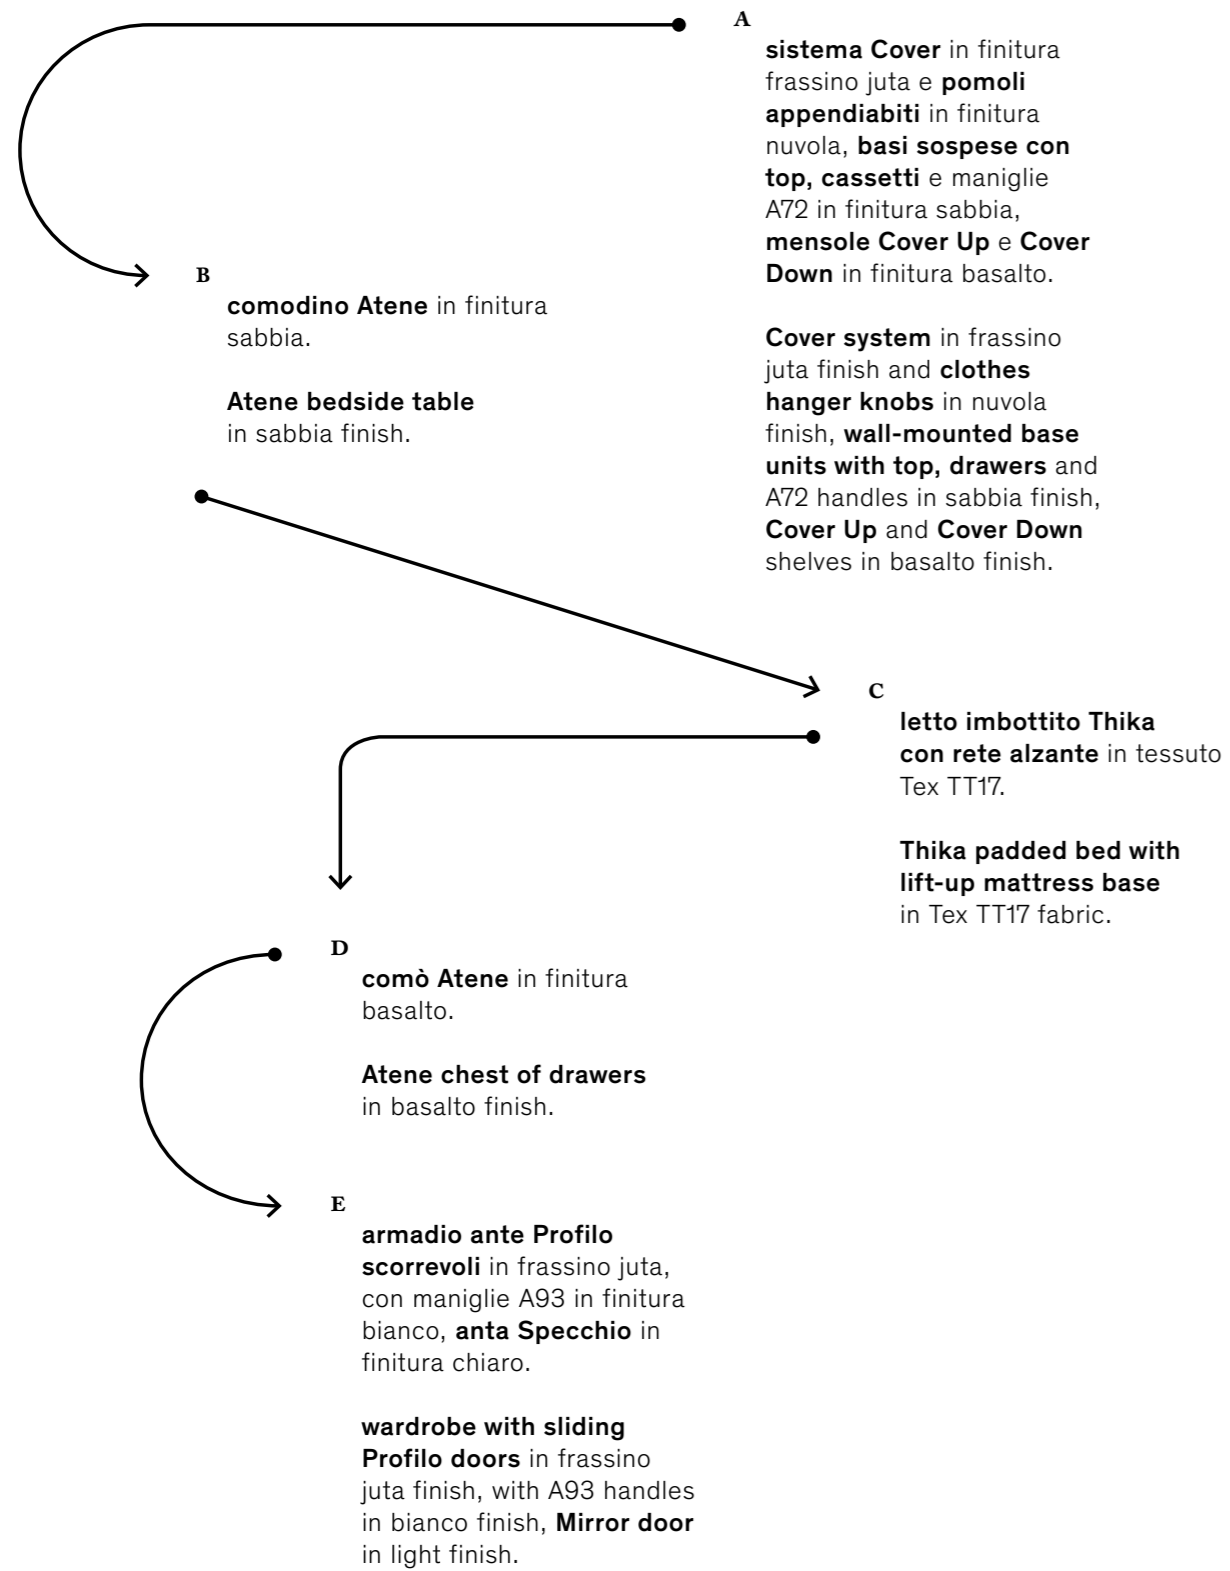 A
sistema Cover in finitura
frassino juta e pomoli
appendiabiti in finitura
nuvola, basi sospese con
top, cassetti e maniglie
A72 in finitura sabbia,
mensole Cover Up e Cover
Down in finitura basalto.
Cover system in frassino
juta finish and clothes
hanger knobs in nuvola
finish, wall-mounted base
units with top, drawers and
A72 handles in sabbia finish,
Cover Up and Cover Down
shelves in basalto finish.
B
comodino Atene in finitura
sabbia.
Atene bedside table
in sabbia finish.
C
letto imbottito Thika
con rete alzante in tessuto
Tex TT17.
Thika padded bed with
lift-up mattress base
in Tex TT17 fabric.
D
comò Atene in finitura
basalto.
Atene chest of drawers
in basalto finish.
E
armadio ante Profilo
scorrevoli in frassino juta,
con maniglie A93 in finitura
bianco, anta Specchio in
finitura chiaro.
wardrobe with sliding
Profilo doors in frassino
juta finish, with A93 handles
in bianco finish, Mirror door
in light finish.